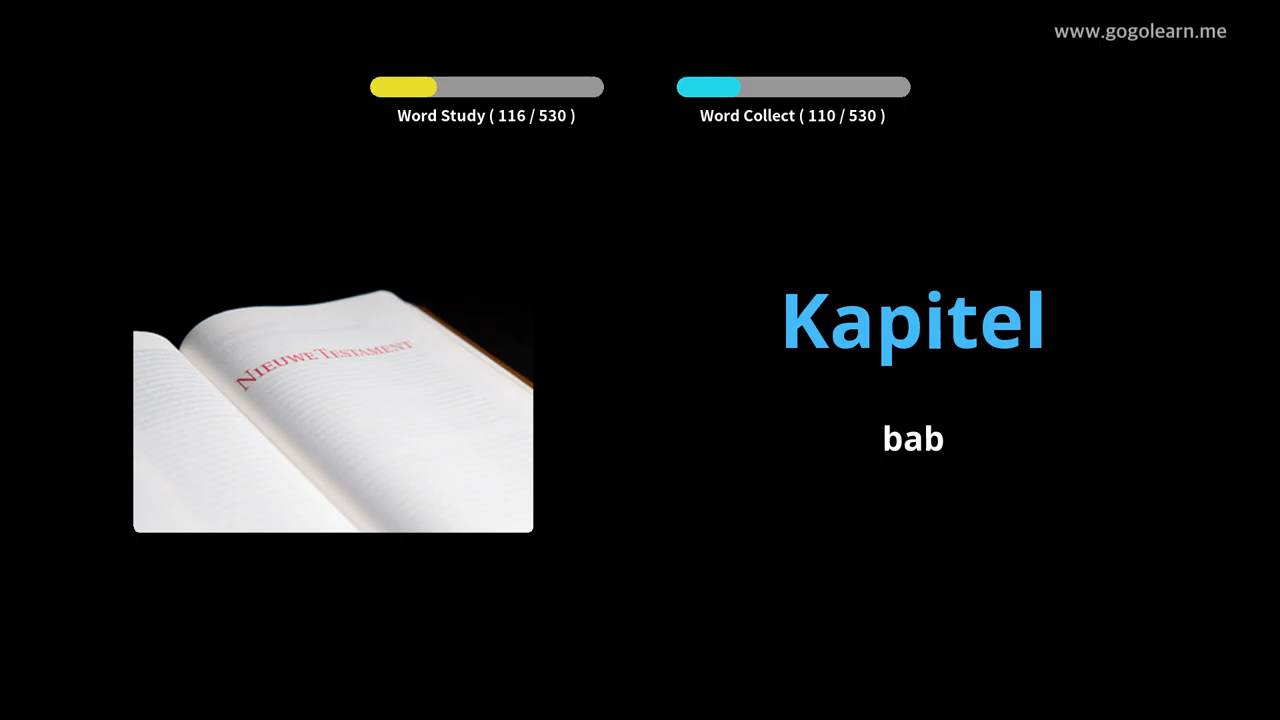 www.gogolearn.me
Word Study ( 116 / 530 )
Word Collect ( 110 / 530 )
NIEUWE TESTAMENT
Kapitel
bab